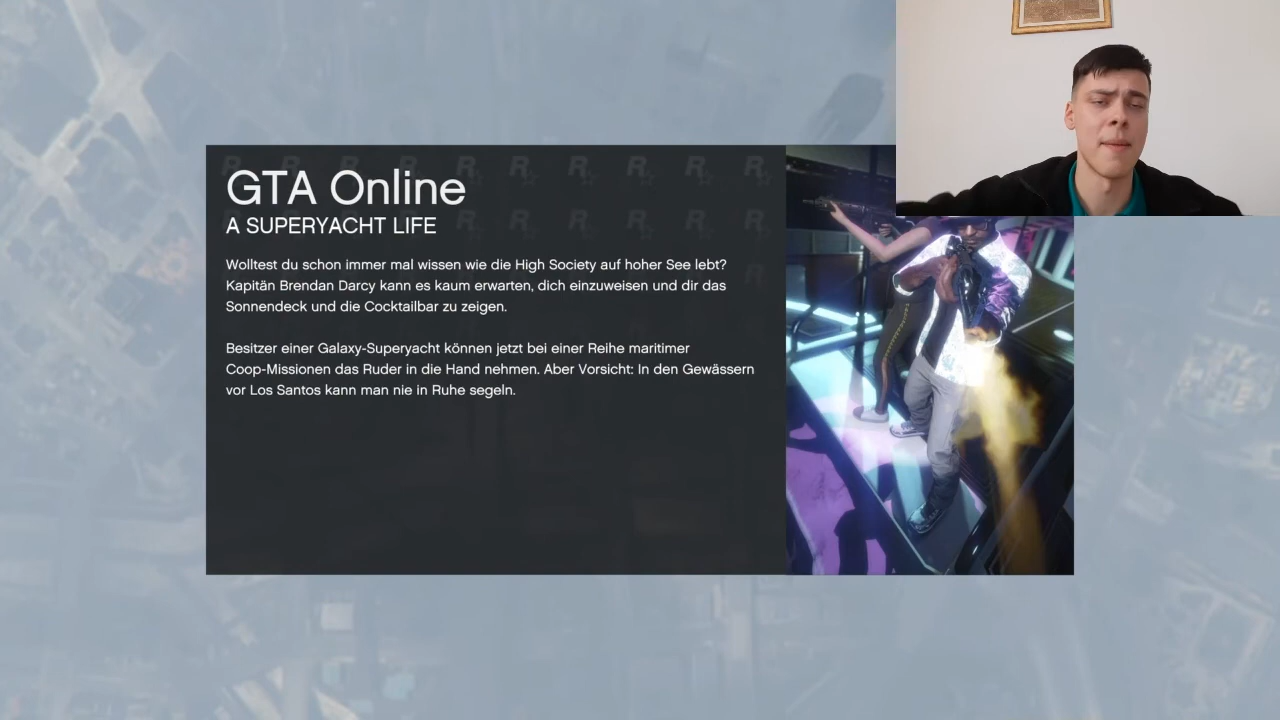 GTA Online
A SUPERYACHT LIFE
Wolltest du schon immer mal wissen wie die High Society auf hoher See lebt?
Kapitän Brendan Darcy kann es kaum erwarten, dich einzuweisen und dir das
Sonnendeck und die Cocktailbar zu zeigen.
Besitzer einer Galaxy-Superyacht können jetzt bei einer Reihe maritimer
Coop-Missionen das Ruder in die Hand nehmen. Aber Vorsicht: In den Gewässern
vor Los Santos kann man nie in Ruhe segeln.